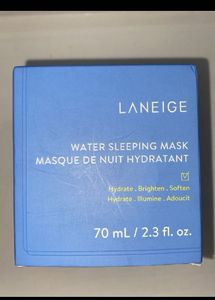 LANEIGE
WATER SLEEPING MASK
MASQUE DE NUIT HYDRATANT
Hydrate . Brighten . Soften
Hydrate . Illumine . Adoucit
70 mL / 2.3 fl. oz.